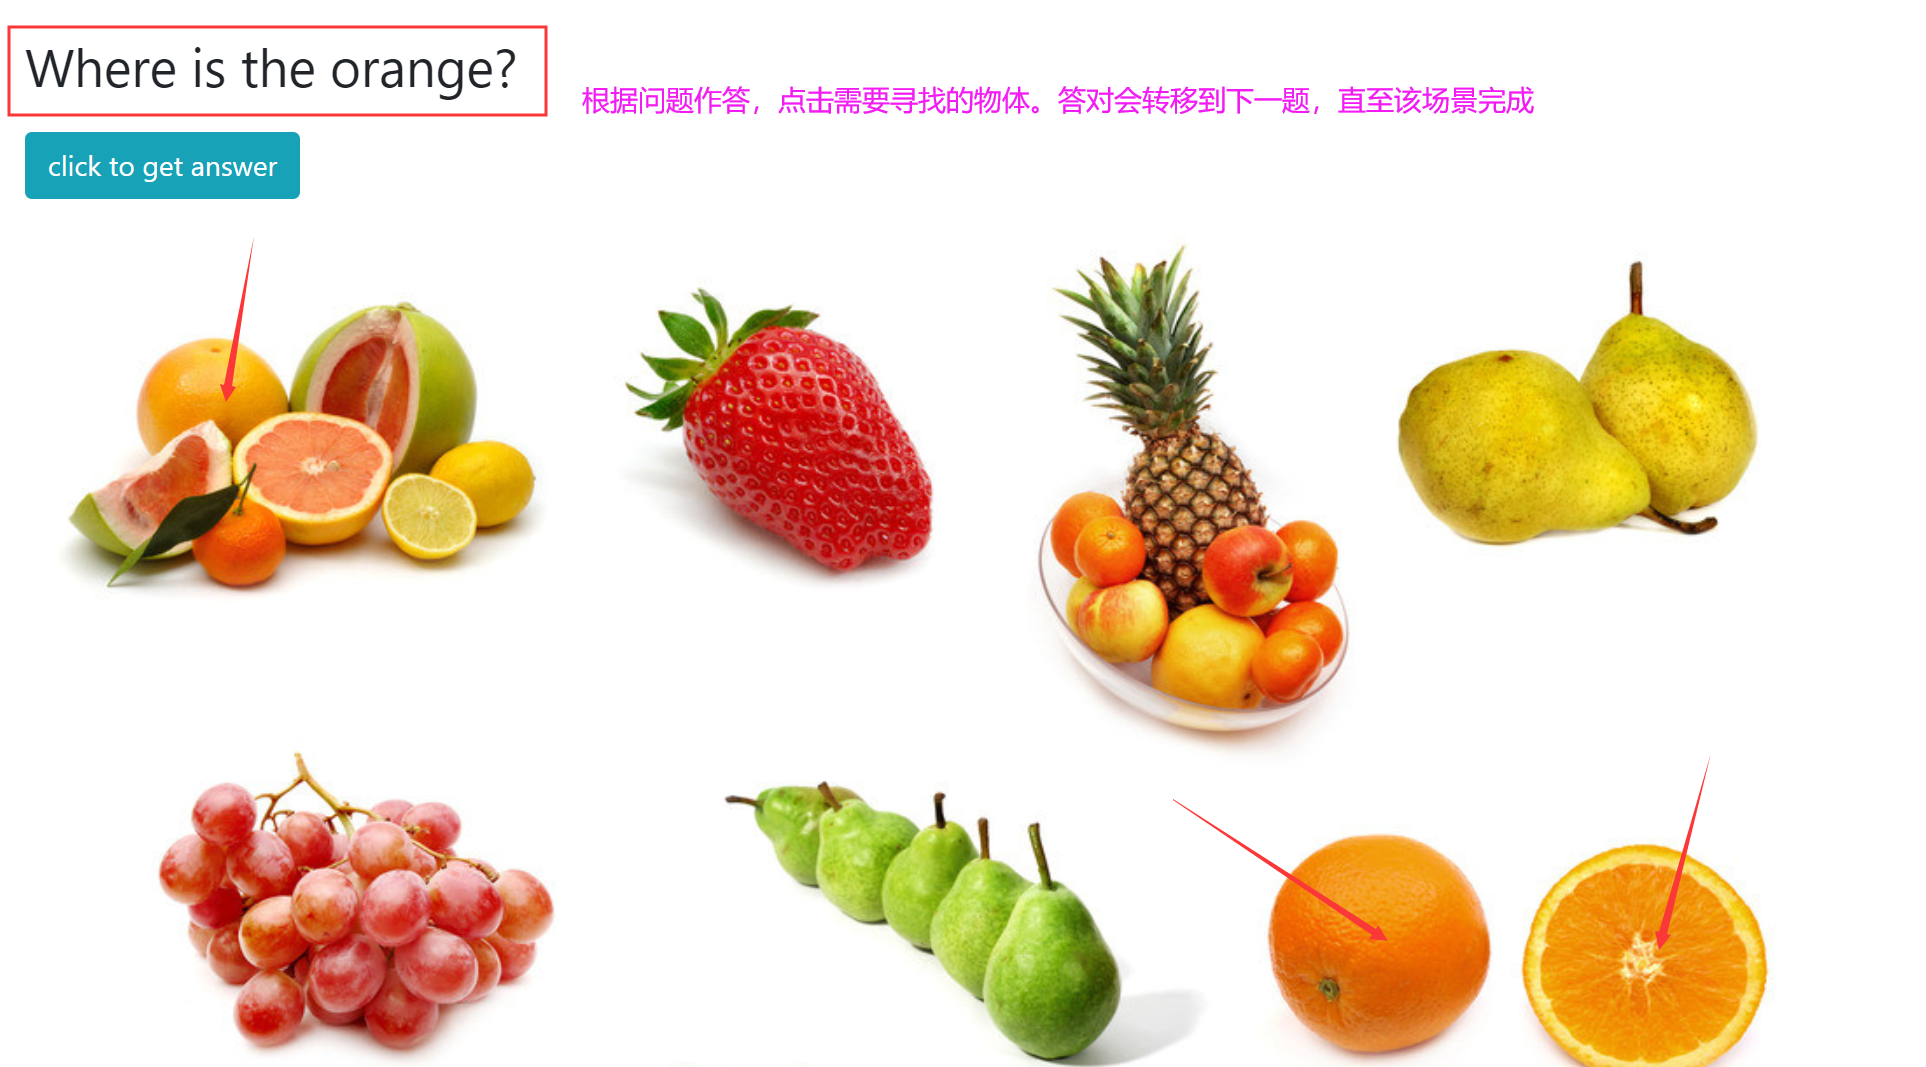 Where is the orange?
根据问题作答，点击需要寻找的物体。答对会转移到下一题，直至该场景完成
click to get answer